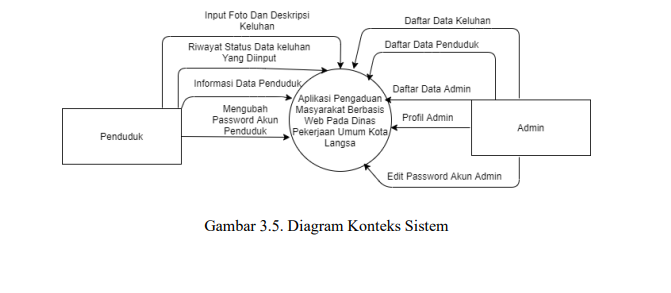 Input Foto Dan Deskripsi
Keluhan
Riwayat Status Data keluhan
Yang Diinput
Informasi Data Penduduk
Mengubah
Password Akun
Penduduk
Penduduk
Aplikasi Pengaduan
Masyarakat Berbasis
Web Pada Dinas
Pekerjaan Umum Kota
Langsa
Daftar Data Keluhan
Daftar Data Penduduk
Daftar Data Admin
Profil Admin
Admin
Edit Password Akun Admin
Gambar 3.5. Diagram Konteks Sistem